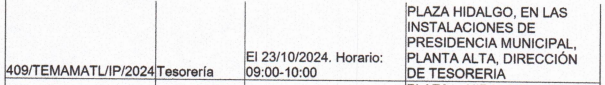 409/TEMAMATL/IP/2024
Tesorería
El 23/10/2024. Horario:
09:00-10:00
PLAZA HIDALGO, EN LAS
INSTALACIONES DE
PRESIDENCIA MUNICIPAL,
PLANTA ALTA, DIRECCIÓN
DE TESORERIA